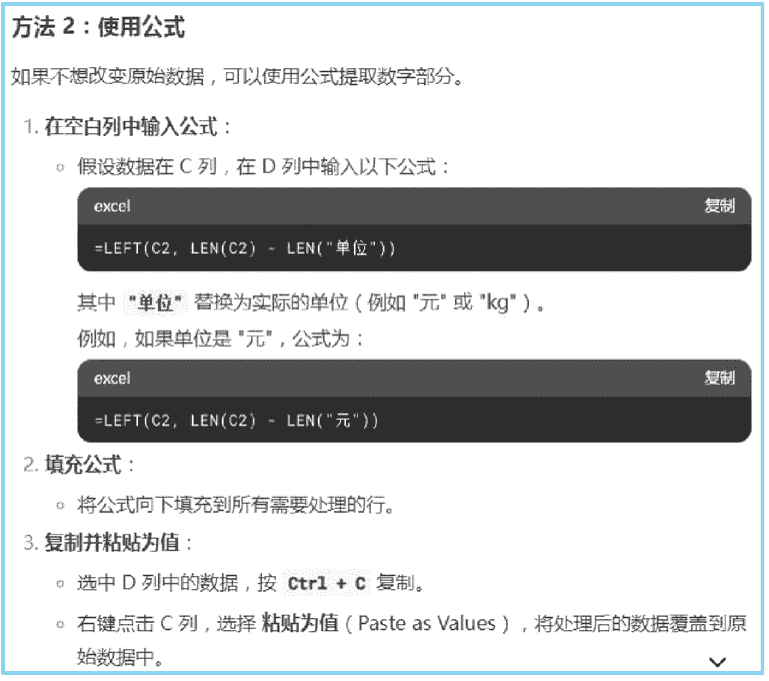 方法 2：使用公式
如果不想改变原始数据，可以使用公式提取数字部分。
1. 在空白列中输入公式：
假设数据在 C 列，在 D 列中输入以下公式：
excel 复制
=LEFT(C2, LEN(C2) - LEN("单位"))
其中 "单位" 替换为实际的单位（例如 "元" 或 "kg"）。
例如，如果单位是 "元"，公式为：
excel 复制
=LEFT(C2, LEN(C2) - LEN("元"))
2. 填充公式：
将公式向下填充到所有需要处理的行。
3. 复制并粘贴为值：
选中 D 列中的数据，按 Ctrl + C 复制。
右键点击 C 列，选择 粘贴为值（Paste as Values），将处理后的数据覆盖到原
始数据中。